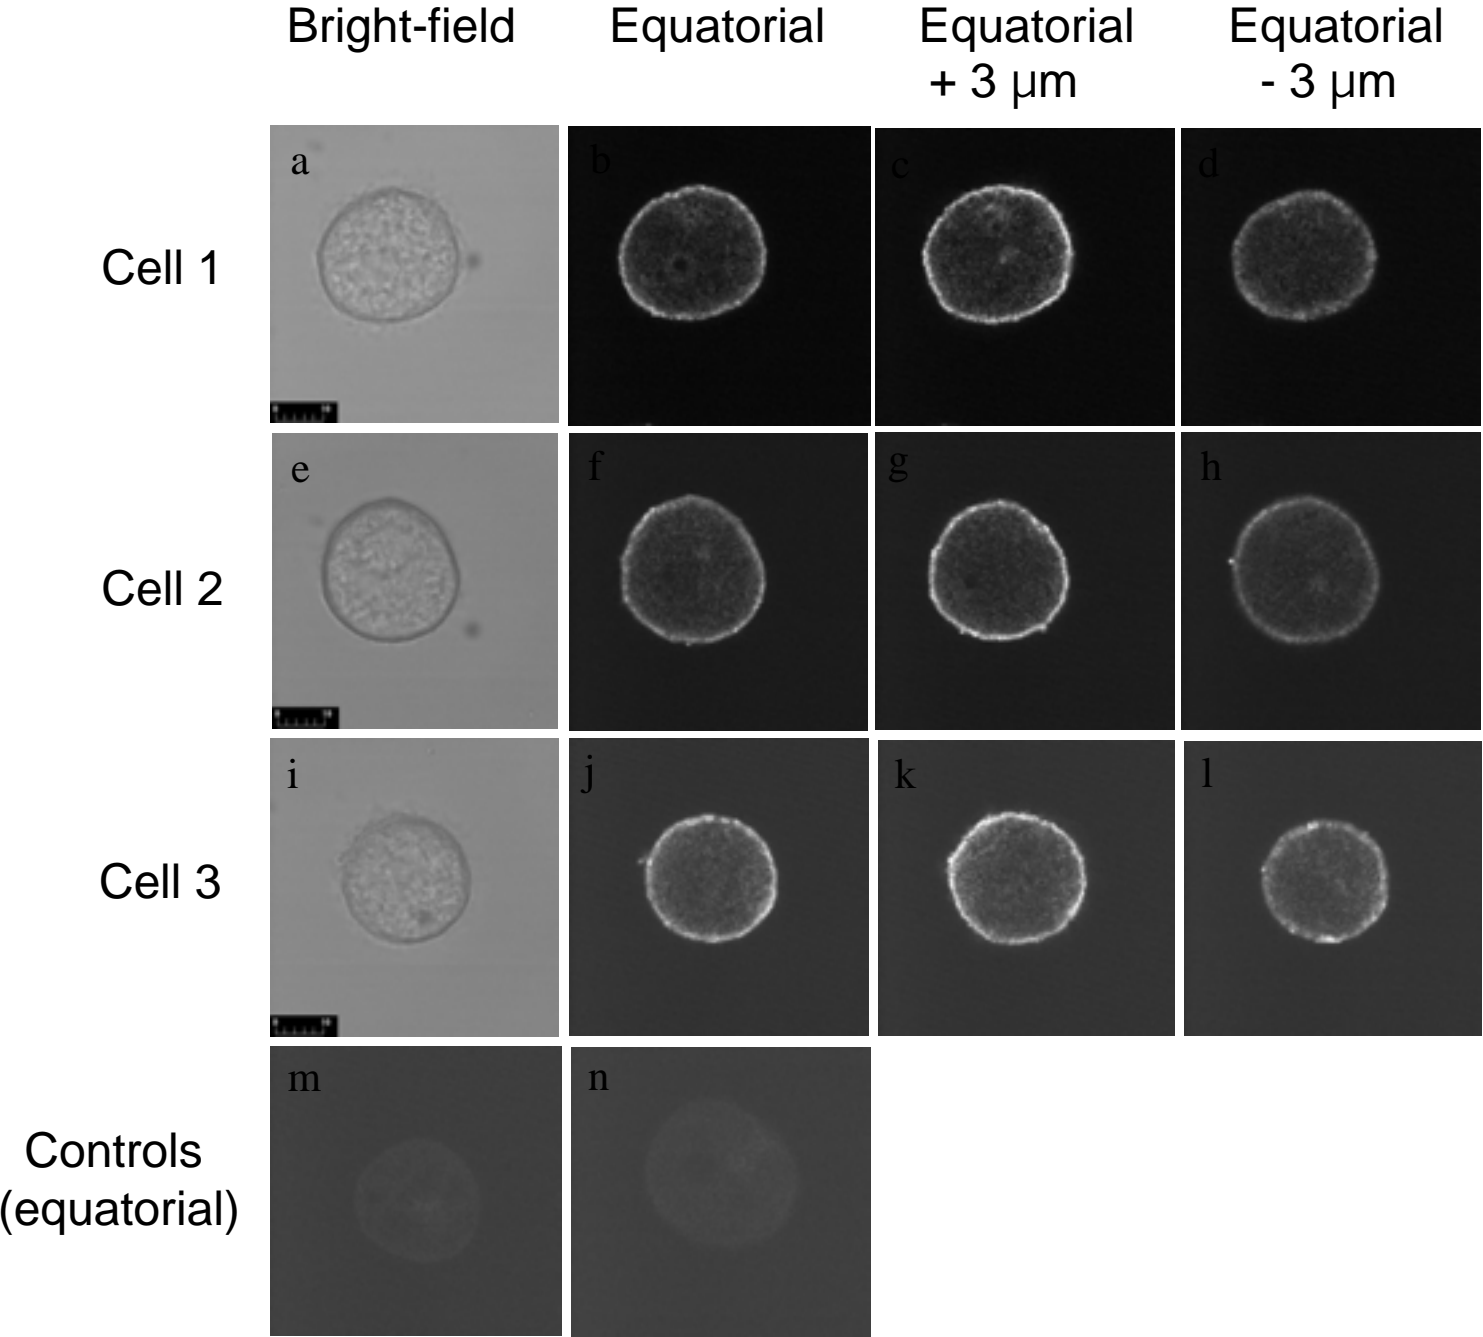 Bright-field
Equatorial
Equatorial
+ 3 µm
Equatorial
- 3 µm
a
b
c
d
Cell 1
e
f
g
h
Cell 2
i
j
k
l
Cell 3
m
n
Controls
(equatorial)